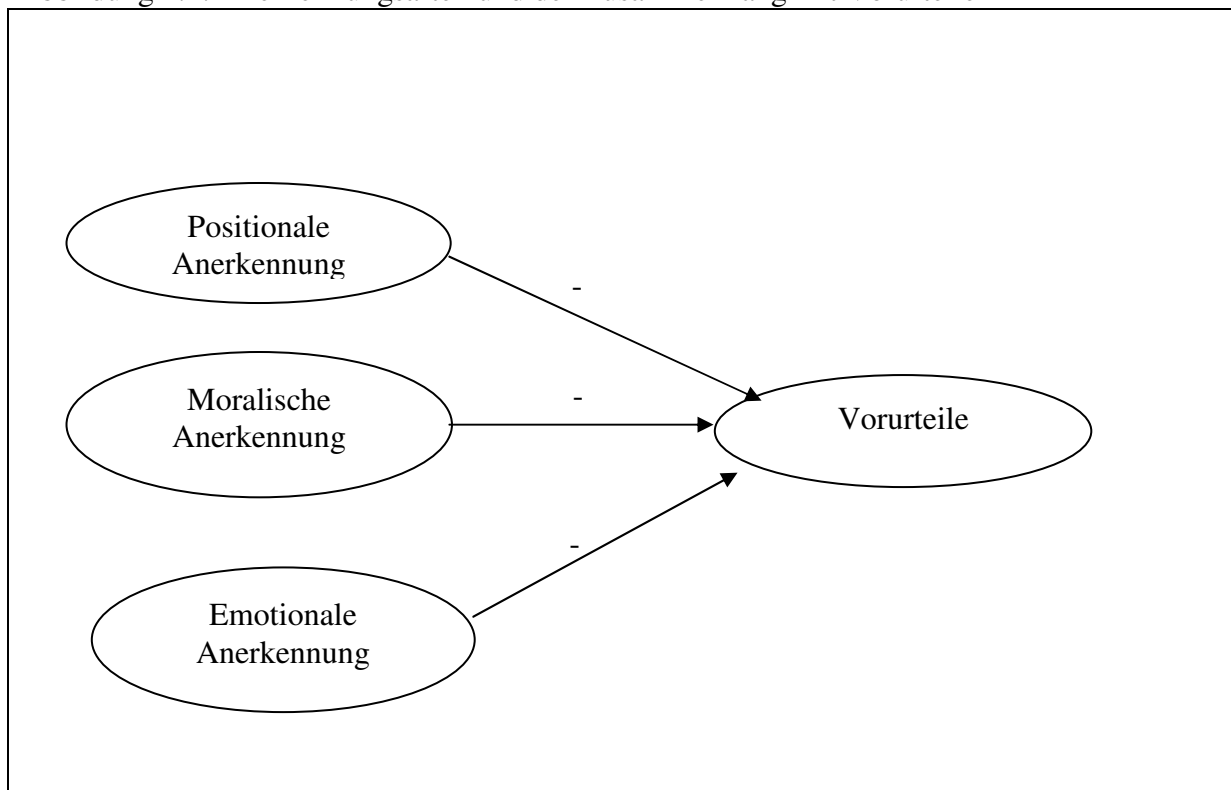 Positionale
Anerkennung
-
Moralische
Anerkennung
-
Vorurteile
-
Emotionale
Anerkennung